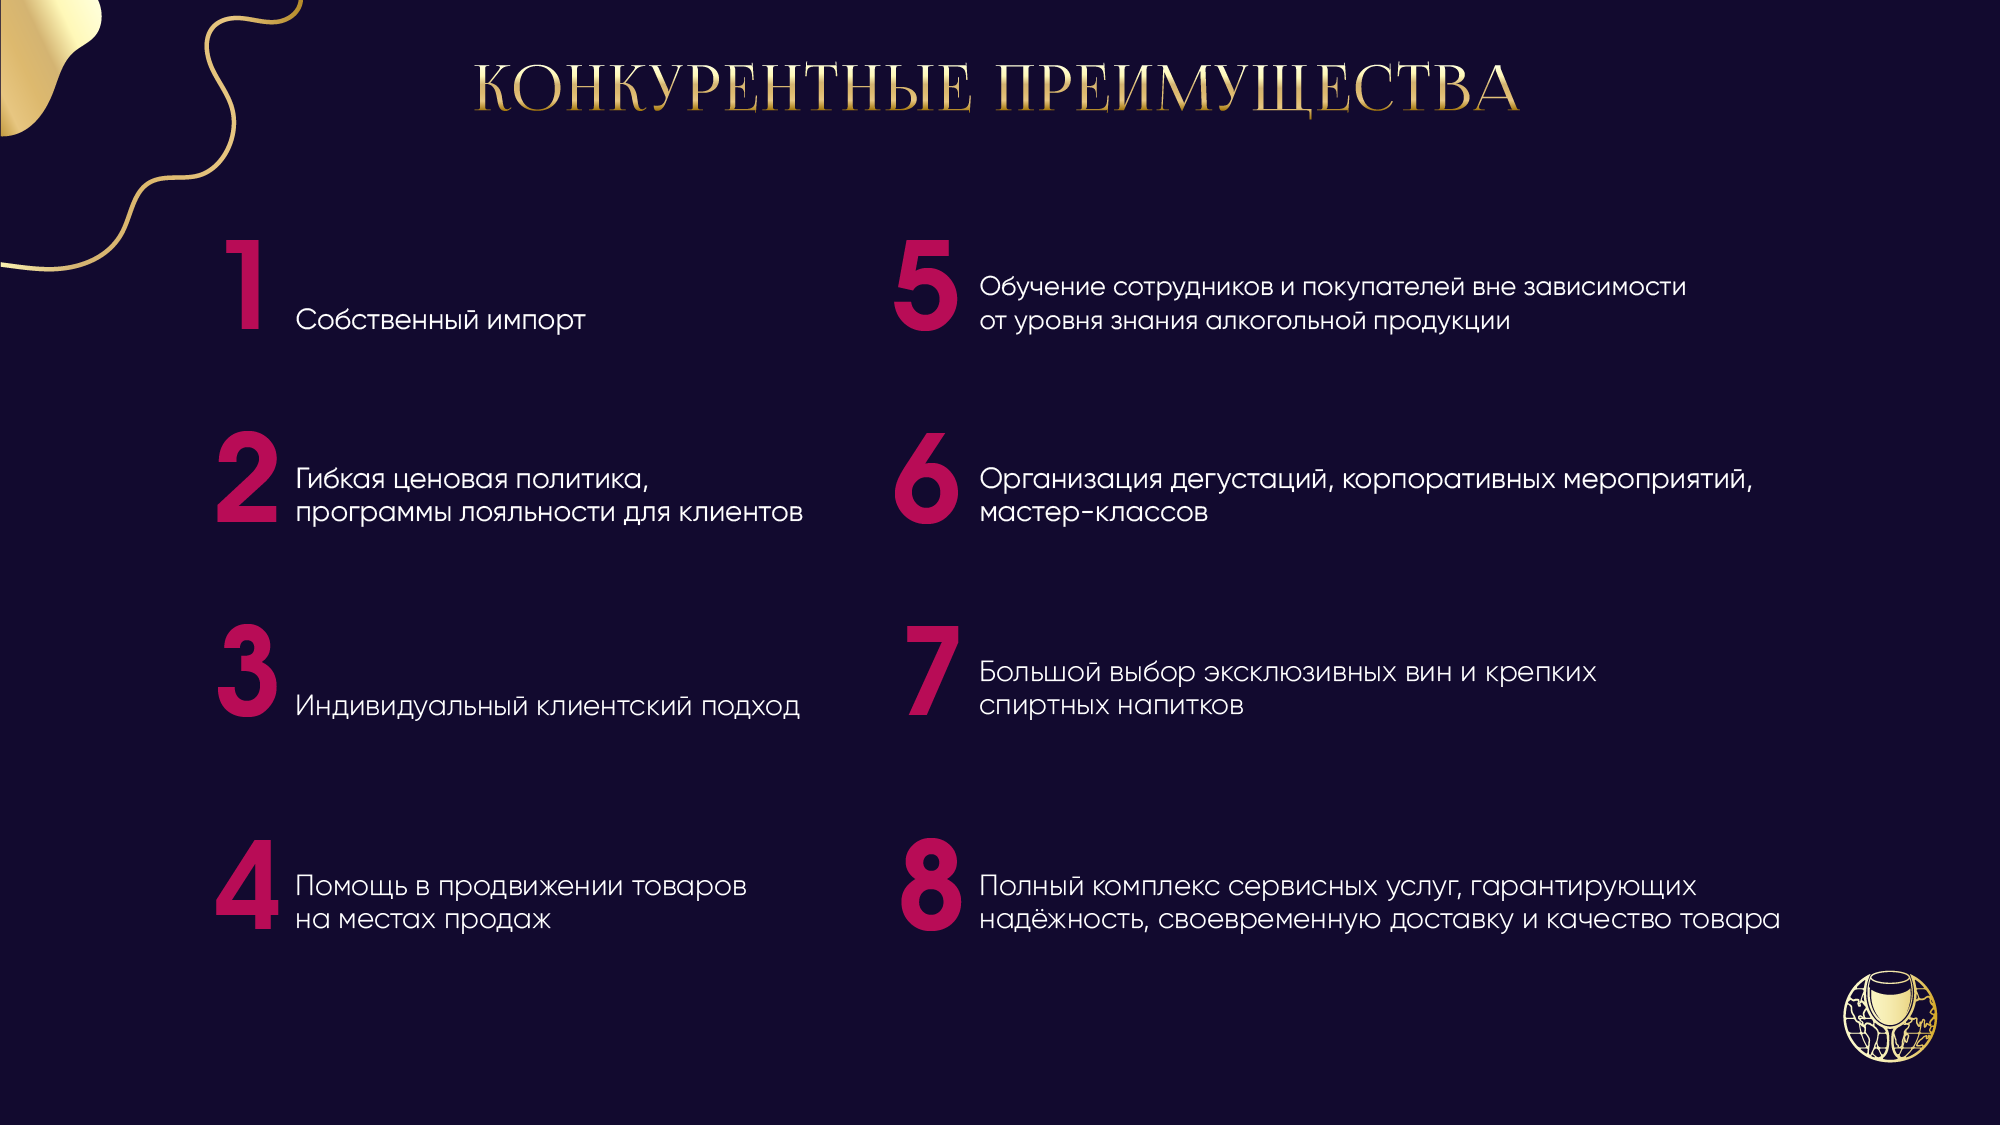 КОНКУРЕНТНЫЕ ПРЕИМУЩЕСТВА
1
Собственный импорт
2
Гибкая ценовая политика,
программы лояльности для клиентов
3
Индивидуальный клиентский подход
4
Помощь в продвижении товаров
на местах продаж
5
Обучение сотрудников и покупателей вне зависимости
от уровня знания алкогольной продукции
6
Организация дегустаций, корпоративных мероприятий,
мастер-классов
7
Большой выбор эксклюзивных вин и крепких
спиртных напитков
8
Полный комплекс сервисных услуг, гарантирующих
надёжность, своевременную доставку и качество товара